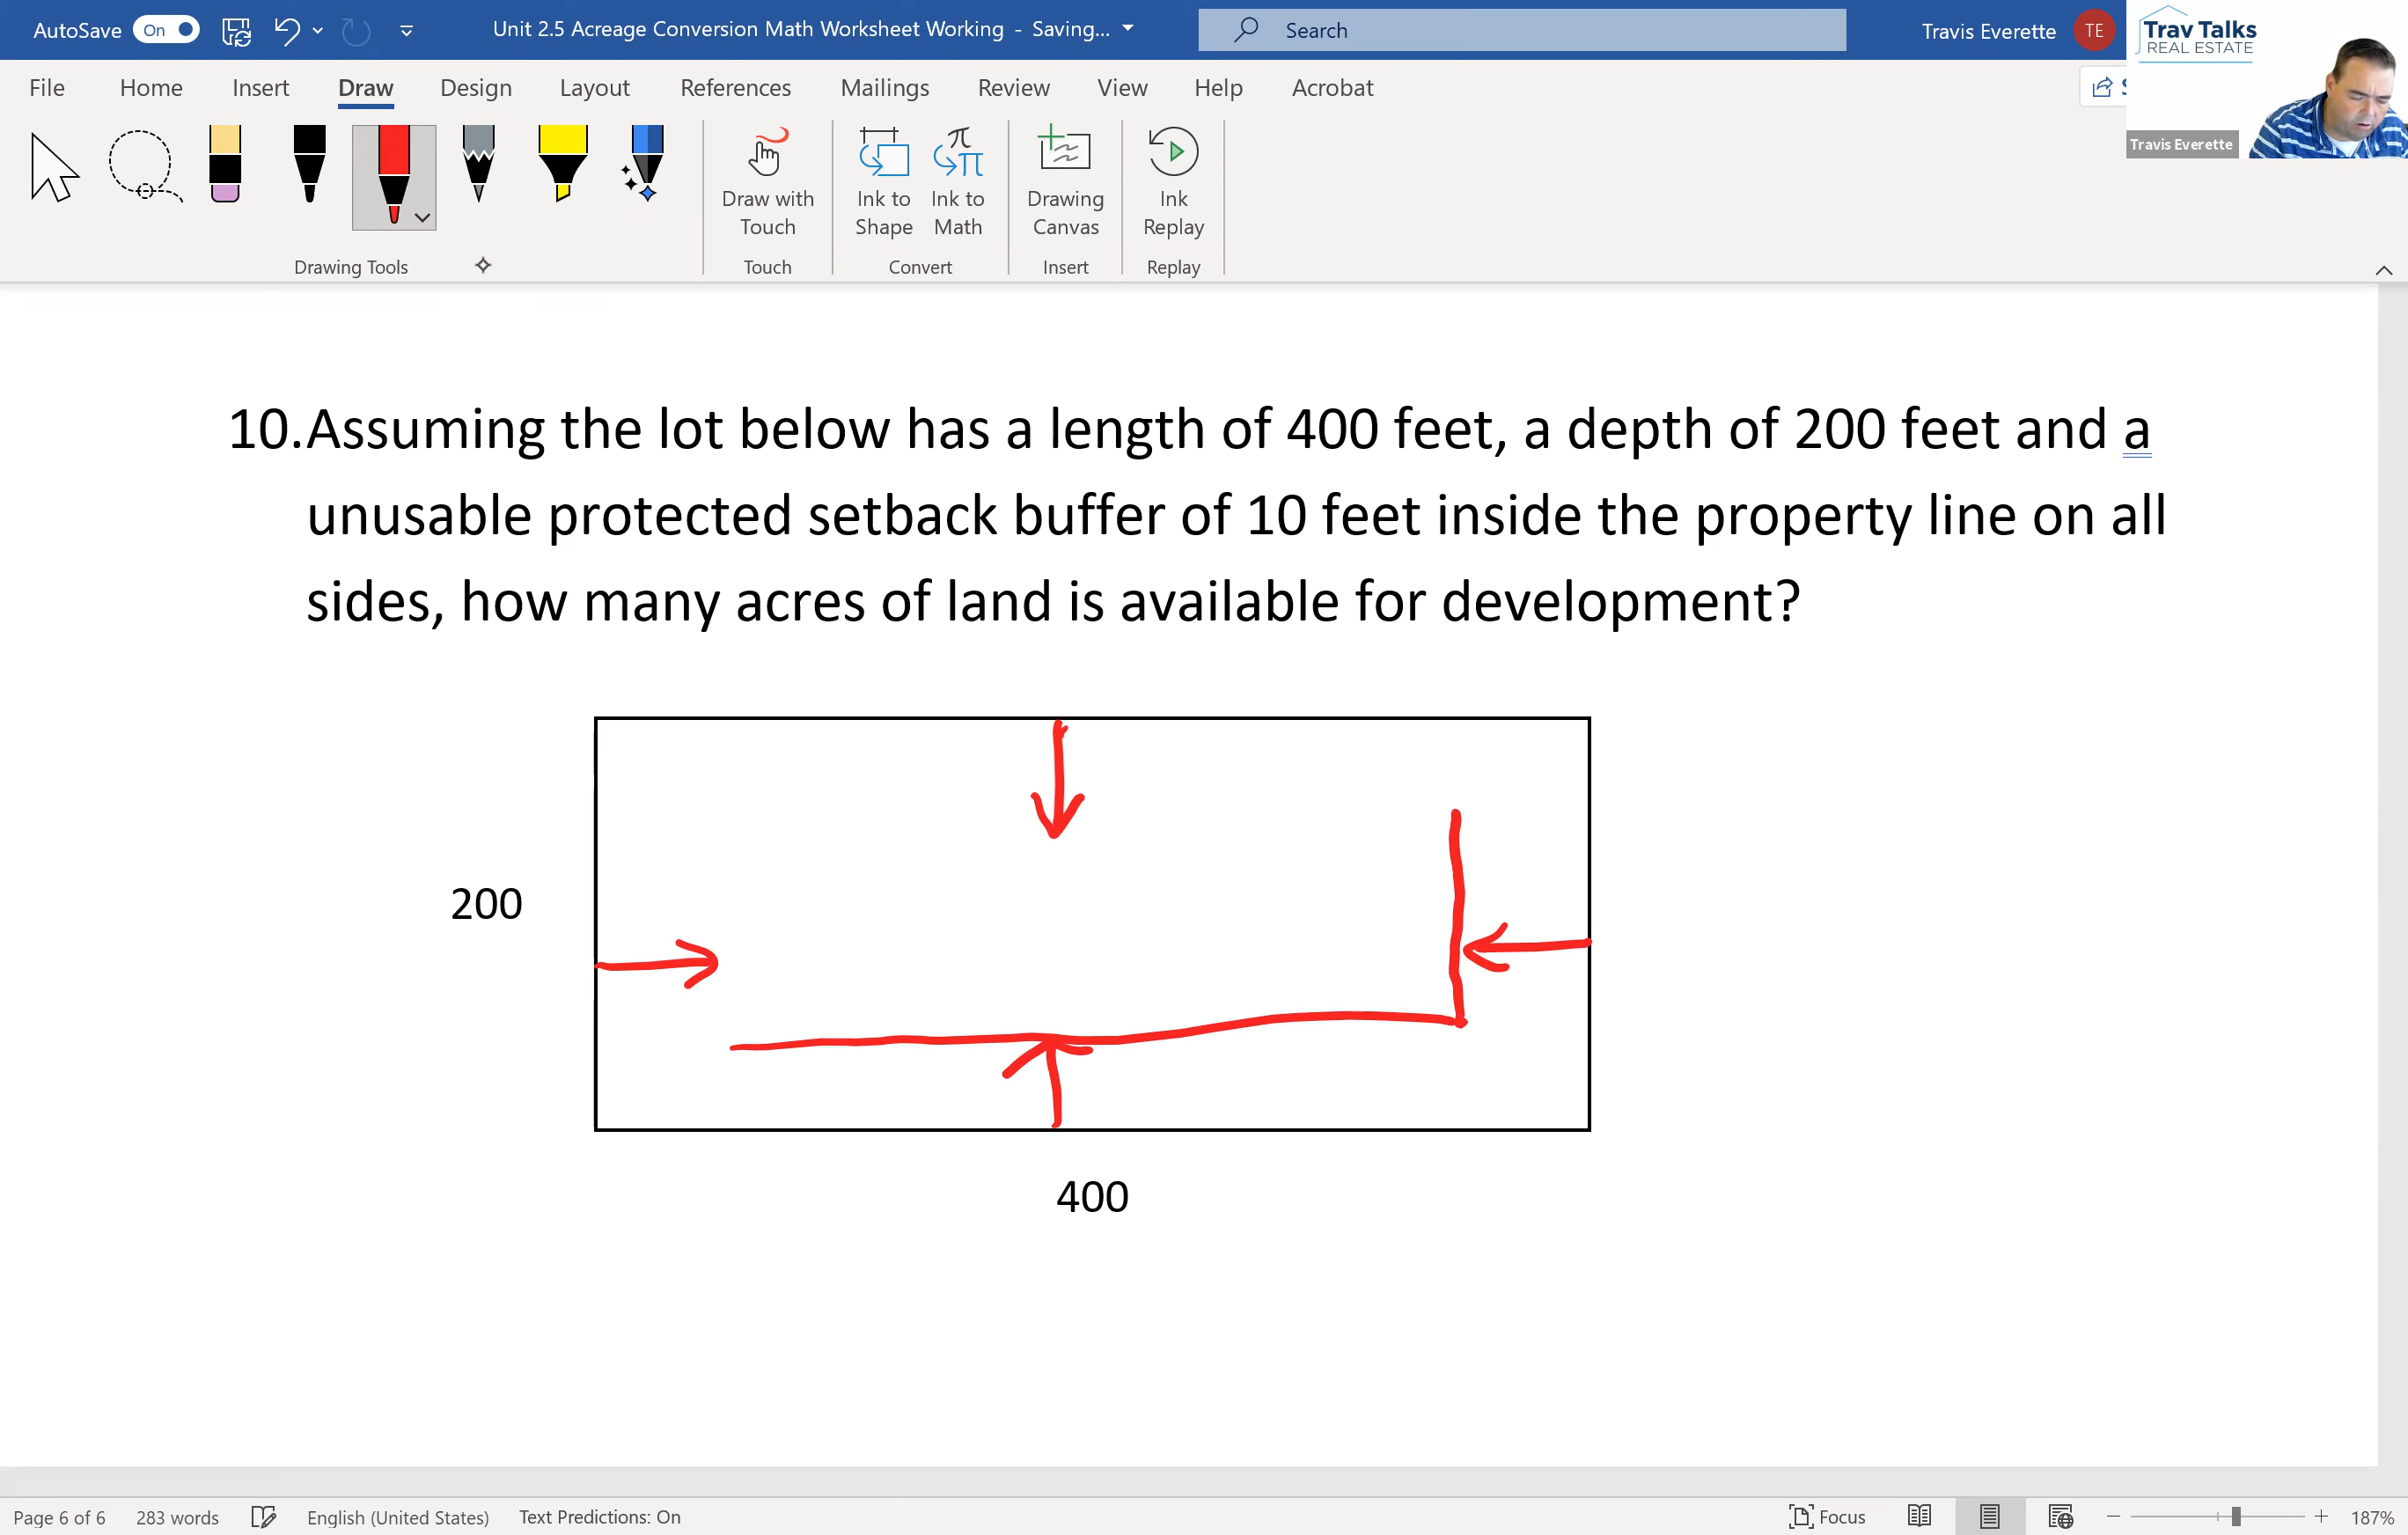 AutoSave On
Unit 2.5 Acreage Conversion Math Worksheet Working - Saving...
Search
Travis Everette TE
Trav Talks
REAL ESTATE
Travis Everette
File Home Insert Draw Design Layout References Mailings Review View Help Acrobat
Draw with Touch
Ink to Shape
Ink to Math
Drawing Canvas
Ink Replay
Drawing Tools Touch Convert Insert Replay
10.Assuming the lot below has a length of 400 feet, a depth of 200 feet and a
unusable protected setback buffer of 10 feet inside the property line on all
sides, how many acres of land is available for development?
200
400
Page 6 of 6 283 words English (United States) Text Predictions: On Focus 187%